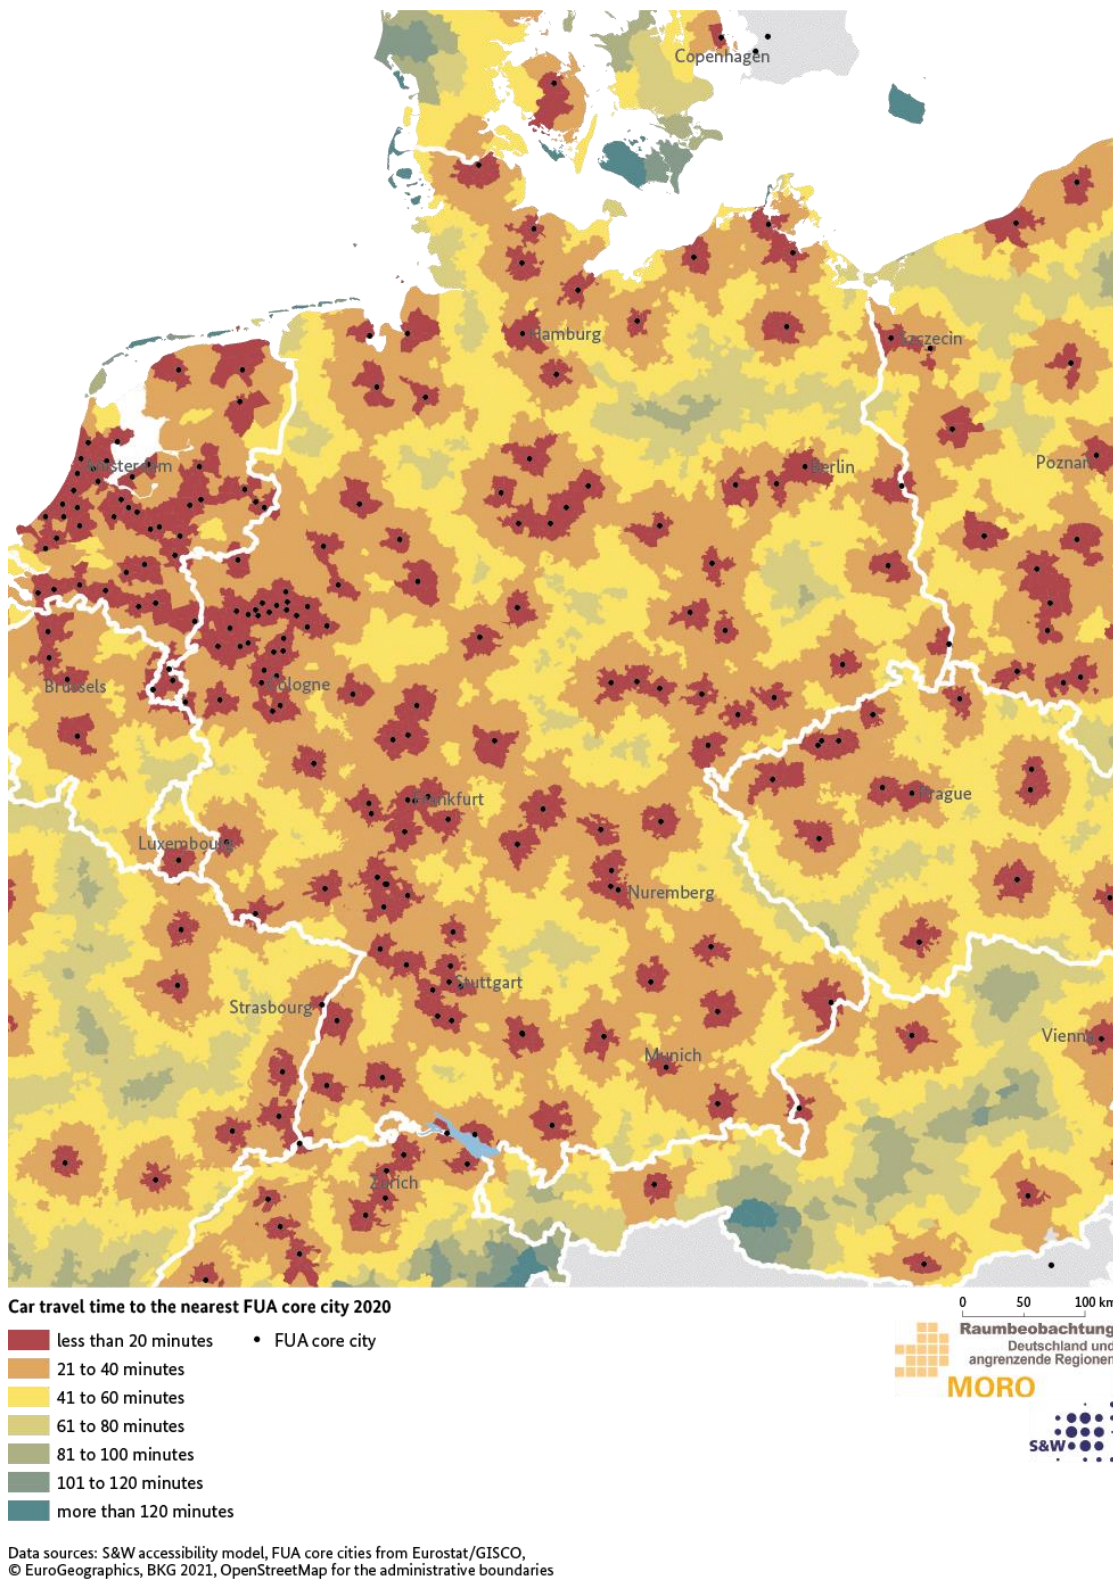 Copenhagen
Hamburg
Szczecin
Amsterdam
Berlin
Poznan
Brussels
Cologne
Frankfurt
Prague
Luxembourg
Nuremberg
Stuttgart
Strasbourg
Munich
Vienna
Zurich
Car travel time to the nearest FUA core city 2020
less than 20 minutes
FUA core city
21 to 40 minutes
41 to 60 minutes
61 to 80 minutes
81 to 100 minutes
101 to 120 minutes
more than 120 minutes
0 50 100 km
Raumbeobachtung
Deutschland und
angrenzende Regionen
MORO
S&W
Data sources: S&W accessibility model, FUA core cities from Eurostat/GISCO,
© EuroGeographics, BKG 2021, OpenStreetMap for the administrative boundaries